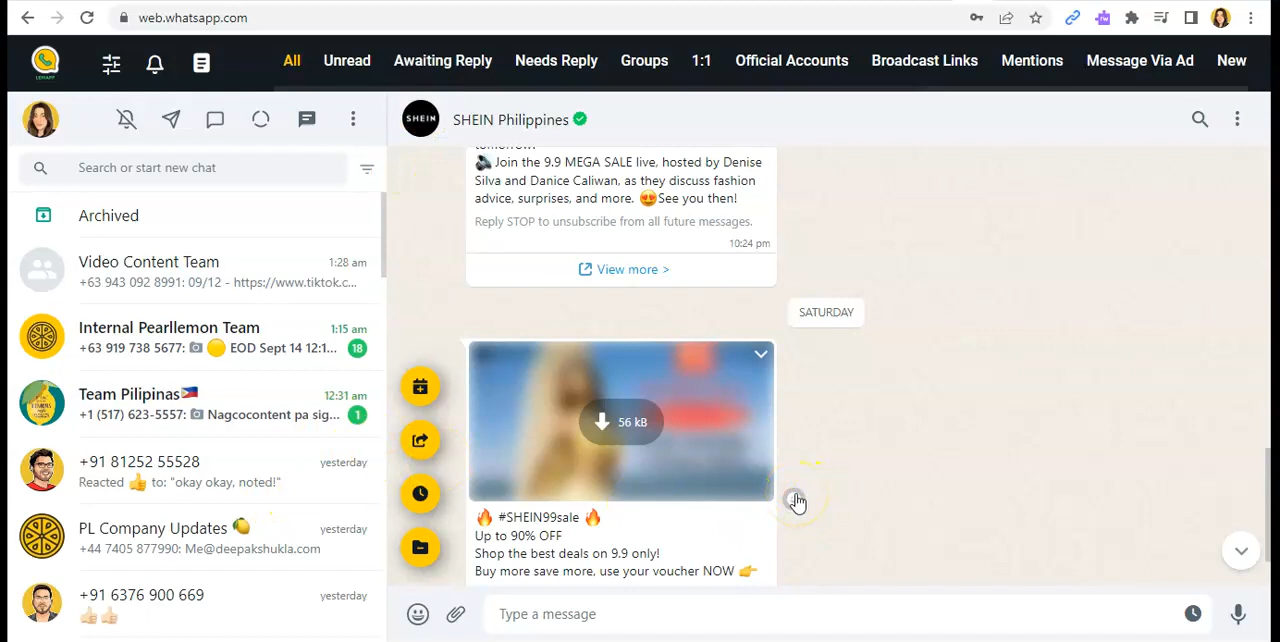 web.whatsapp.com
All Unread Awaiting Reply Needs Reply Groups 1:1 Official Accounts Broadcast Links Mentions Message Via Ad New
LEMAPP
SHEIN SHEIN Philippines
Search or start new chat
Archived
Video Content Team 1:28 am
+63 943 092 8991: 09/12 - https://www.tiktok.c...
Internal Pearllemon Team 1:15 am
+63 919 738 5677: 📷 🟡 EOD Sept 14 12:1... 18
Team Pilipinas🇵🇭 12:31 am
+1 (517) 623-5557: 📷 Nagcocontent pa sig... 1
+91 81252 55528 yesterday
Reacted 👍 to: "okay okay, noted!"
PL Company Updates 🍋 yesterday
+44 7405 877990: Me@deepakshukla.com
+91 6376 900 669 yesterday
👍🏻👍🏻
tomorrow!
🔊Join the 9.9 MEGA SALE live, hosted by Denise
Silva and Danice Caliwan, as they discuss fashion
advice, surprises, and more. 😍See you then!
Reply STOP to unsubscribe from all future messages.
10:24 pm
View more >
SATURDAY
56 kB
🔥 #SHEIN99sale 🔥
Up to 90% OFF
Shop the best deals on 9.9 only!
Buy more save more, use your voucher NOW 👉
Type a message